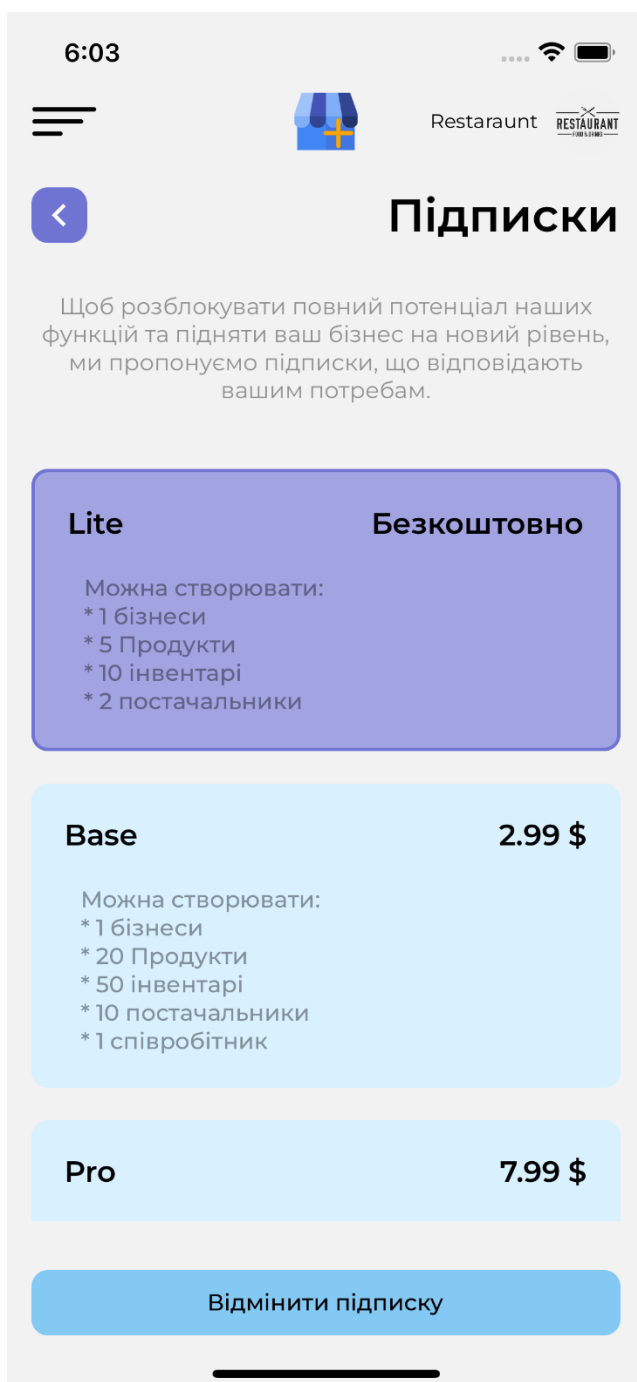 6:03
Restaraunt
RESTAURANT
Підписки
Щоб розблокувати повний потенціал наших
функцій та підняти ваш бізнес на новий рівень,
ми пропонуємо підписки, що відповідають
вашим потребам.
Lite Безкоштовно
Можна створювати:
* 1 бізнеси
* 5 Продукти
* 10 інвентарі
* 2 постачальники
Base 2.99 $
Можна створювати:
* 1 бізнеси
* 20 Продукти
* 50 інвентарі
* 10 постачальники
* 1 співробітник
Pro 7.99 $
Відмінити підписку